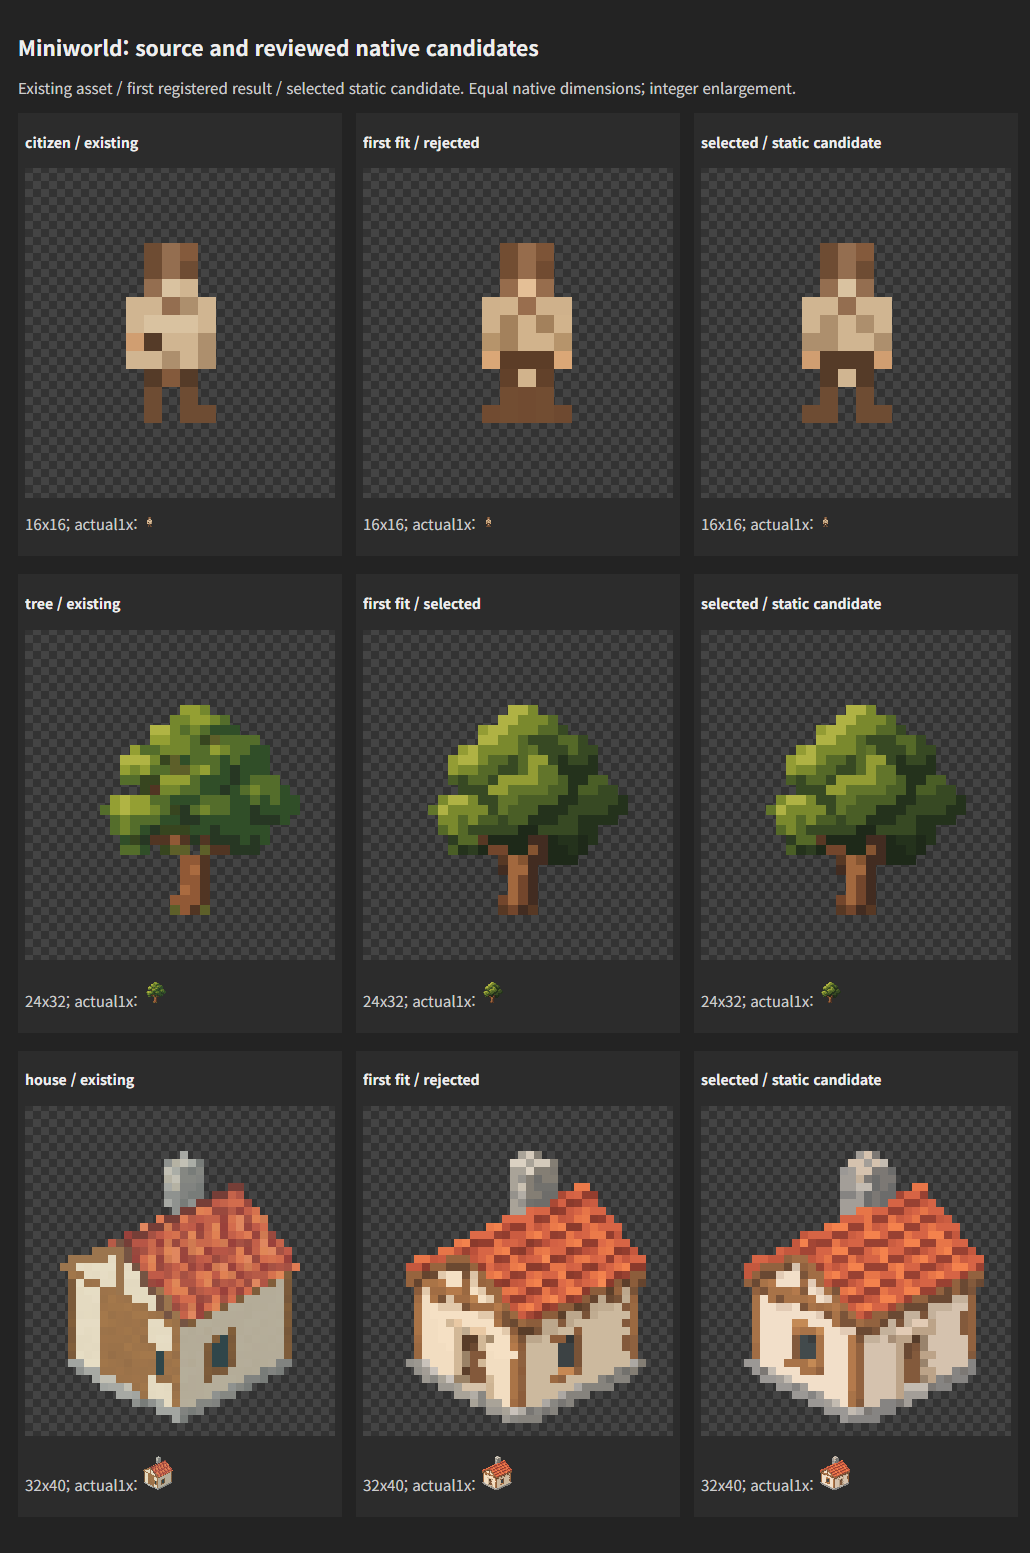 Miniworld: source and reviewed native candidates
Existing asset / first registered result / selected static candidate. Equal native dimensions; integer enlargement.
citizen / existing
first fit / rejected
selected / static candidate
16x16; actual1x:
16x16; actual1x:
16x16; actual1x:
tree / existing
first fit / selected
selected / static candidate
24x32; actual1x:
24x32; actual1x:
24x32; actual1x:
house / existing
first fit / rejected
selected / static candidate
32x40; actual1x:
32x40; actual1x:
32x40; actual1x: